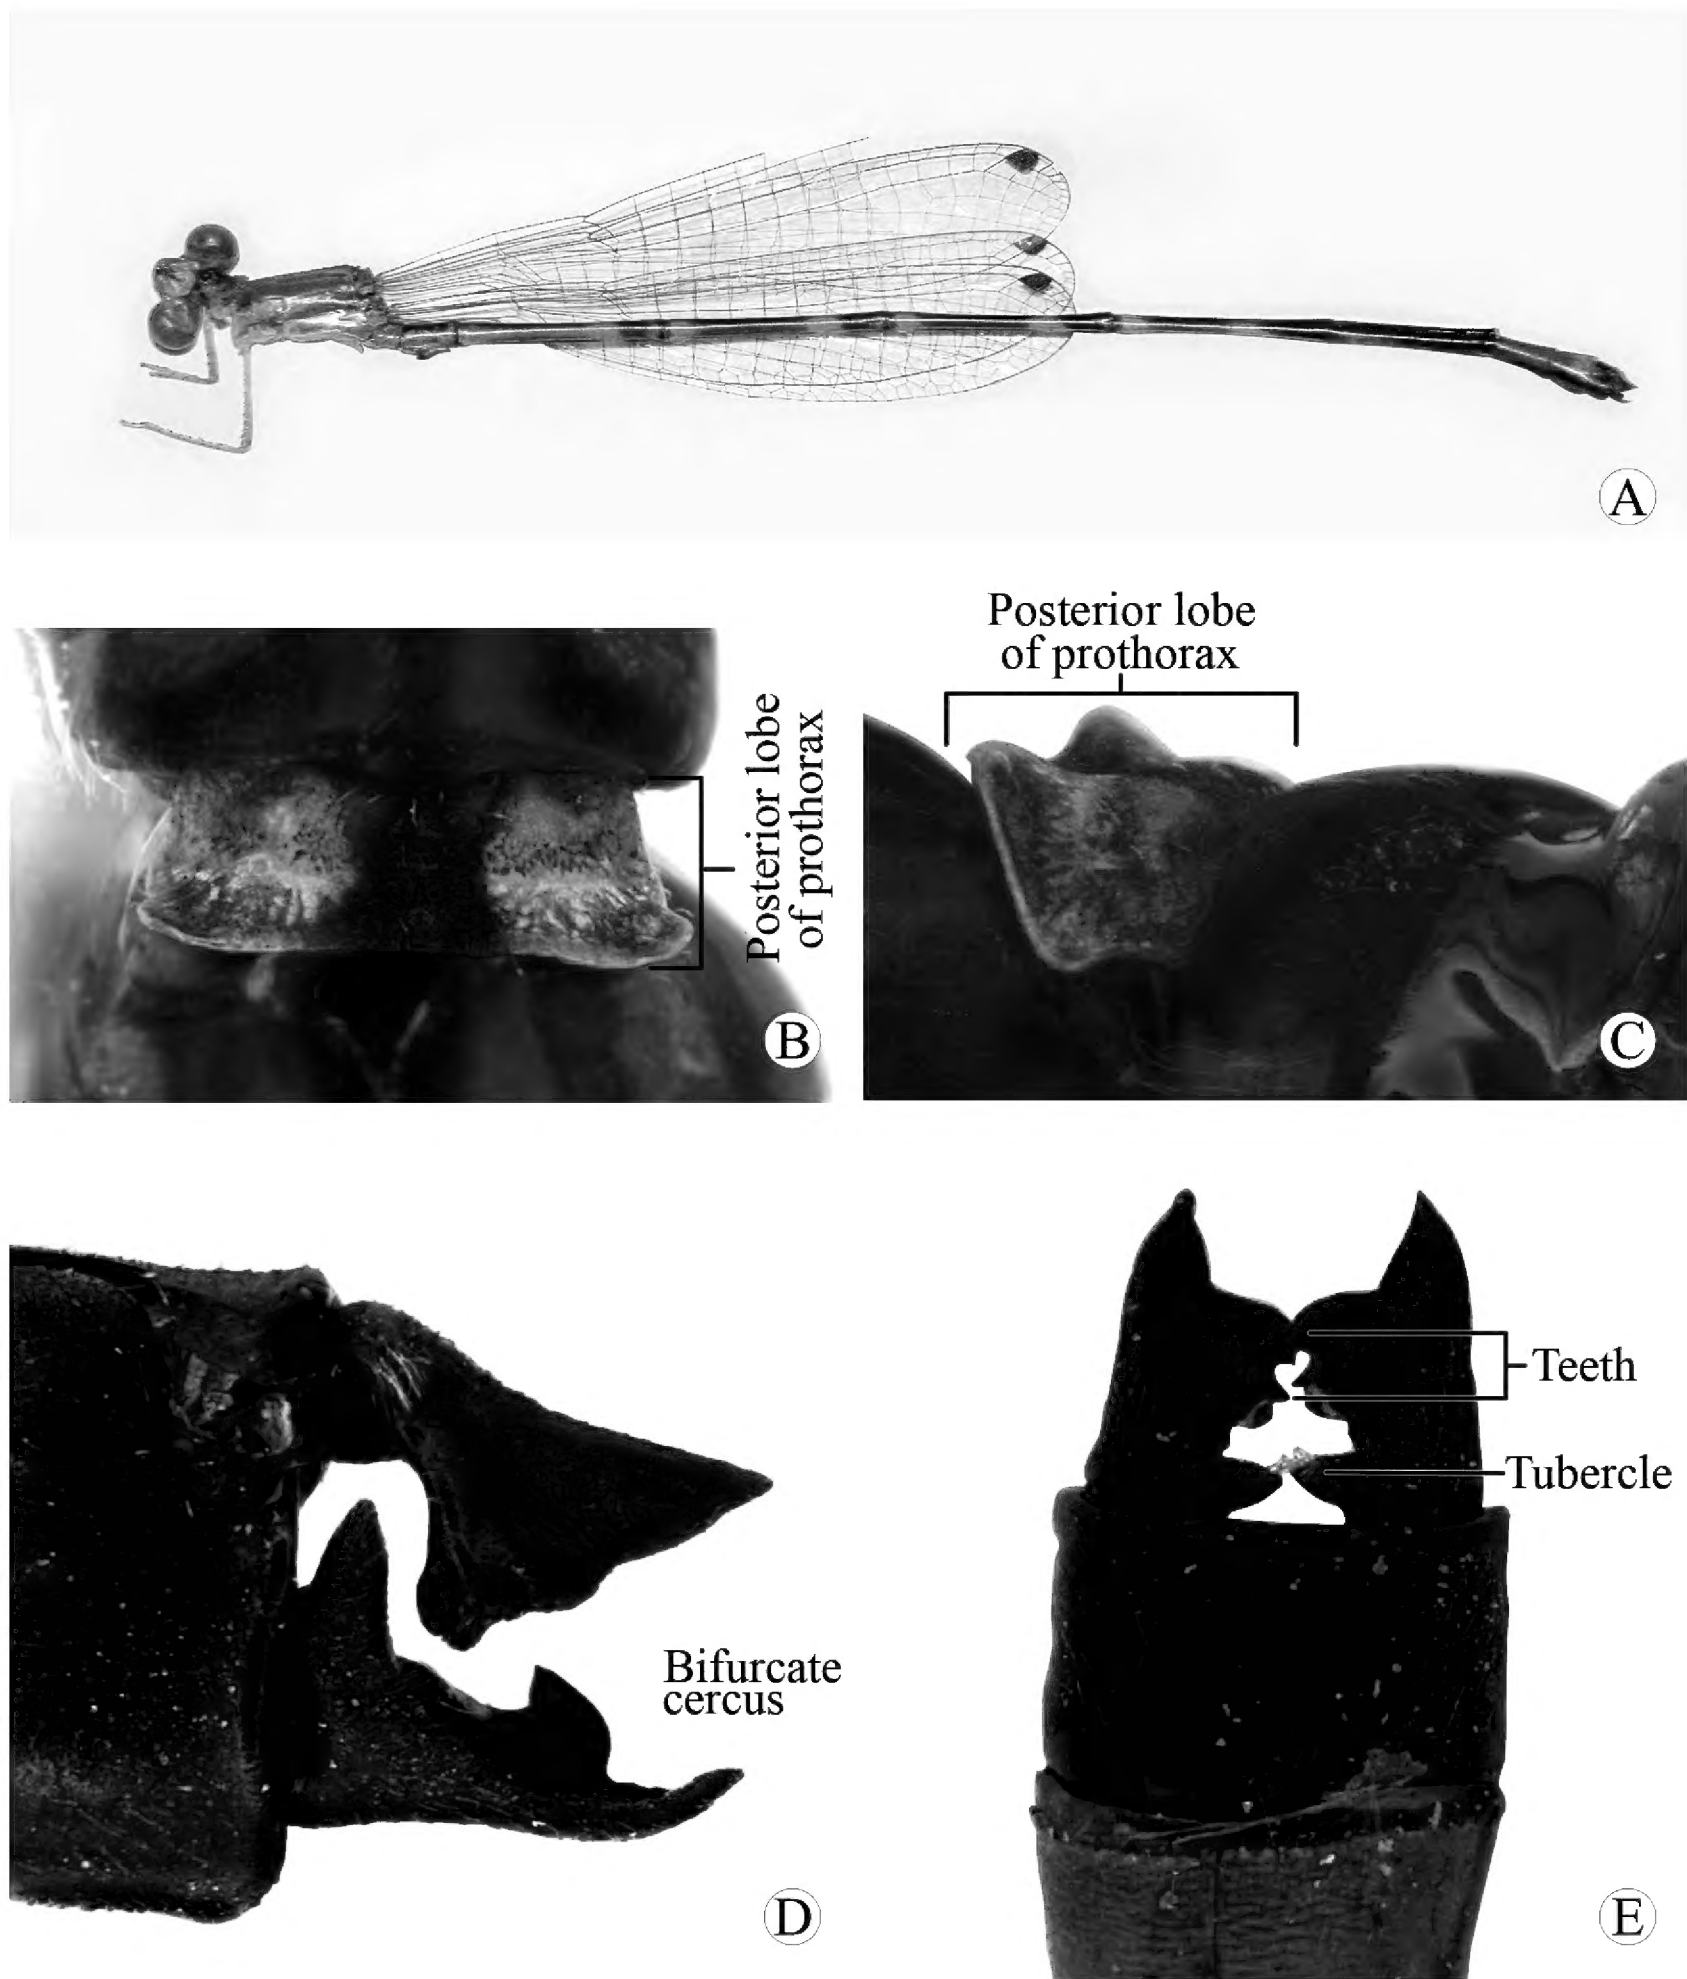 A
Posterior lobe
of prothorax
B
Posterior lobe
of prothorax
C
Bifurcate
cercus
D
Teeth
Tubercle
E